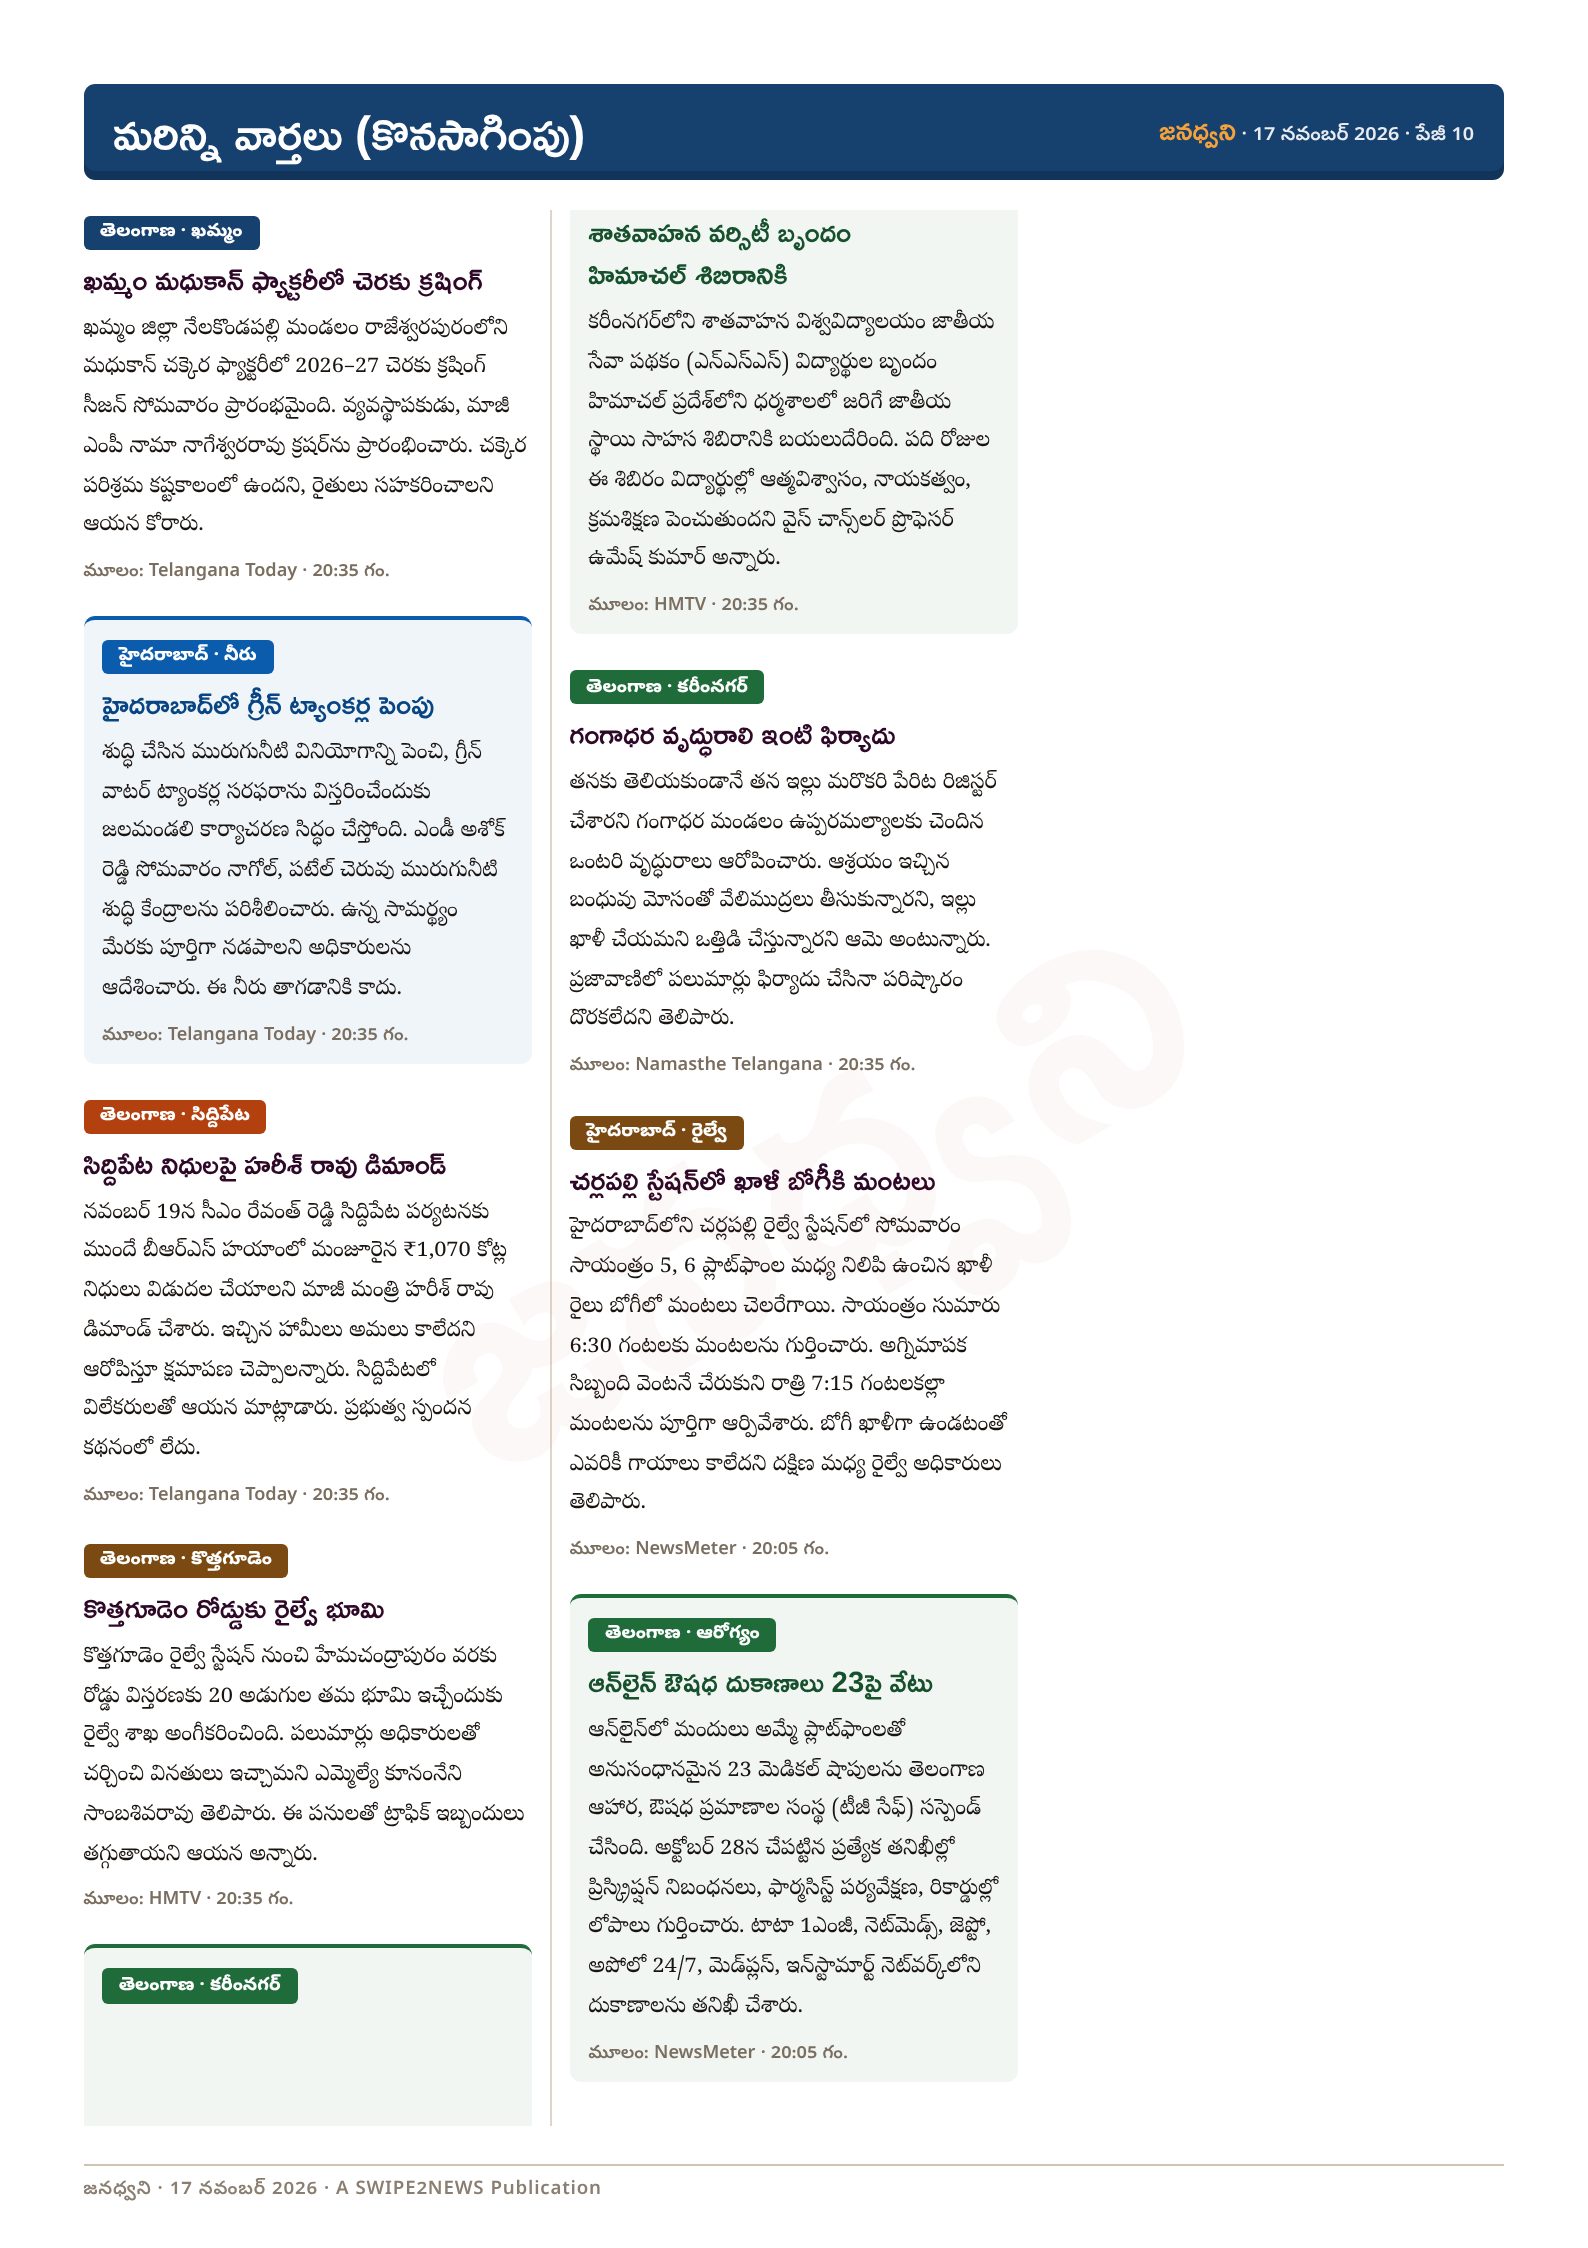 మరిన్ని వార్తలు (కొనసాగింపు)
జనధ్వని · 17 నవంబర్ 2026 · పేజీ 10
తెలంగాణ · ఖమ్మం
ఖమ్మం మధుకాన్ ఫ్యాక్టరీలో చెరకు క్రషింగ్
ఖమ్మం జిల్లా నేలకొండపల్లి మండలం రాజేశ్వరపురంలోని
మధుకాన్ చక్కెర ఫ్యాక్టరీలో 2026–27 చెరకు క్రషింగ్
సీజన్ సోమవారం ప్రారంభమైంది. వ్యవస్థాపకుడు, మాజీ
ఎంపీ నామా నాగేశ్వరరావు క్రషర్‌ను ప్రారంభించారు. చక్కెర
పరిశ్రమ కష్టకాలంలో ఉందని, రైతులు సహకరించాలని
ఆయన కోరారు.
మూలం: Telangana Today · 20:35 గం.
హైదరాబాద్ · నీరు
హైదరాబాద్‌లో గ్రీన్ ట్యాంకర్ల పెంపు
శుద్ధి చేసిన మురుగునీటి వినియోగాన్ని పెంచి, గ్రీన్
వాటర్ ట్యాంకర్ల సరఫరాను విస్తరించేందుకు
జలమండలి కార్యాచరణ సిద్ధం చేస్తోంది. ఎండీ అశోక్
రెడ్డి సోమవారం నాగోల్, పటేల్ చెరువు మురుగునీటి
శుద్ధి కేంద్రాలను పరిశీలించారు. ఉన్న సామర్థ్యం
మేరకు పూర్తిగా నడపాలని అధికారులను
ఆదేశించారు. ఈ నీరు తాగడానికి కాదు.
మూలం: Telangana Today · 20:35 గం.
తెలంగాణ · సిద్దిపేట
సిద్దిపేట నిధులపై హరీశ్ రావు డిమాండ్
నవంబర్ 19న సీఎం రేవంత్ రెడ్డి సిద్దిపేట పర్యటనకు
ముందే బీఆర్ఎస్ హయాంలో మంజూరైన ₹1,070 కోట్ల
నిధులు విడుదల చేయాలని మాజీ మంత్రి హరీశ్ రావు
డిమాండ్ చేశారు. ఇచ్చిన హామీలు అమలు కాలేదని
ఆరోపిస్తూ క్షమాపణ చెప్పాలన్నారు. సిద్దిపేటలో
విలేకరులతో ఆయన మాట్లాడారు. ప్రభుత్వ స్పందన
కథనంలో లేదు.
మూలం: Telangana Today · 20:35 గం.
తెలంగాణ · కొత్తగూడెం
కొత్తగూడెం రోడ్డుకు రైల్వే భూమి
కొత్తగూడెం రైల్వే స్టేషన్ నుంచి హేమచంద్రాపురం వరకు
రోడ్డు విస్తరణకు 20 అడుగుల తమ భూమి ఇచ్చేందుకు
రైల్వే శాఖ అంగీకరించింది. పలుమార్లు అధికారులతో
చర్చించి వినతులు ఇచ్చామని ఎమ్మెల్యే కూనంనేని
సాంబశివరావు తెలిపారు. ఈ పనులతో ట్రాఫిక్ ఇబ్బందులు
తగ్గుతాయని ఆయన అన్నారు.
మూలం: HMTV · 20:35 గం.
తెలంగాణ · కరీంనగర్
శాతవాహన వర్సిటీ బృందం
హిమాచల్ శిబిరానికి
కరీంనగర్‌లోని శాతవాహన విశ్వవిద్యాలయం జాతీయ
సేవా పథకం (ఎన్ఎస్ఎస్) విద్యార్థుల బృందం
హిమాచల్ ప్రదేశ్‌లోని ధర్మశాలలో జరిగే జాతీయ
స్థాయి సాహస శిబిరానికి బయలుదేరింది. పది రోజుల
ఈ శిబిరం విద్యార్థుల్లో ఆత్మవిశ్వాసం, నాయకత్వం,
క్రమశిక్షణ పెంచుతుందని వైస్ చాన్స్‌లర్ ప్రొఫెసర్
ఉమేష్ కుమార్ అన్నారు.
మూలం: HMTV · 20:35 గం.
తెలంగాణ · కరీంనగర్
గంగాధర వృద్ధురాలి ఇంటి ఫిర్యాదు
తనకు తెలియకుండానే తన ఇల్లు మరొకరి పేరిట రిజిస్టర్
చేశారని గంగాధర మండలం ఉప్పరమల్యాలకు చెందిన
ఒంటరి వృద్ధురాలు ఆరోపించారు. ఆశ్రయం ఇచ్చిన
బంధువు మోసంతో వేలిముద్రలు తీసుకున్నారని, ఇల్లు
ఖాళీ చేయమని ఒత్తిడి చేస్తున్నారని ఆమె అంటున్నారు.
ప్రజావాణిలో పలుమార్లు ఫిర్యాదు చేసినా పరిష్కారం
దొరకలేదని తెలిపారు.
మూలం: Namasthe Telangana · 20:35 గం.
హైదరాబాద్ · రైల్వే
చర్లపల్లి స్టేషన్‌లో ఖాళీ బోగీకి మంటలు
హైదరాబాద్‌లోని చర్లపల్లి రైల్వే స్టేషన్‌లో సోమవారం
సాయంత్రం 5, 6 ప్లాట్‌ఫాంల మధ్య నిలిపి ఉంచిన ఖాళీ
రైలు బోగీలో మంటలు చెలరేగాయి. సాయంత్రం సుమారు
6:30 గంటలకు మంటలను గుర్తించారు. అగ్నిమాపక
సిబ్బంది వెంటనే చేరుకుని రాత్రి 7:15 గంటలకల్లా
మంటలను పూర్తిగా ఆర్పివేశారు. బోగీ ఖాళీగా ఉండటంతో
ఎవరికీ గాయాలు కాలేదని దక్షిణ మధ్య రైల్వే అధికారులు
తెలిపారు.
మూలం: NewsMeter · 20:05 గం.
తెలంగాణ · ఆరోగ్యం
ఆన్‌లైన్ ఔషధ దుకాణాలు 23పై వేటు
ఆన్‌లైన్‌లో మందులు అమ్మే ప్లాట్‌ఫాంలతో
అనుసంధానమైన 23 మెడికల్ షాపులను తెలంగాణ
ఆహార, ఔషధ ప్రమాణాల సంస్థ (టీజీ సేఫ్) సస్పెండ్
చేసింది. అక్టోబర్ 28న చేపట్టిన ప్రత్యేక తనిఖీల్లో
ప్రిస్క్రిప్షన్ నిబంధనలు, ఫార్మసిస్ట్ పర్యవేక్షణ, రికార్డుల్లో
లోపాలు గుర్తించారు. టాటా 1ఎంజీ, నెట్‌మెడ్స్, జెప్టో,
అపోలో 24/7, మెడ్‌ప్లస్, ఇన్‌స్టామార్ట్ నెట్‌వర్క్‌లోని
దుకాణాలను తనిఖీ చేశారు.
మూలం: NewsMeter · 20:05 గం.
జనధ్వని
జనధ్వని · 17 నవంబర్ 2026 · A SWIPE2NEWS Publication